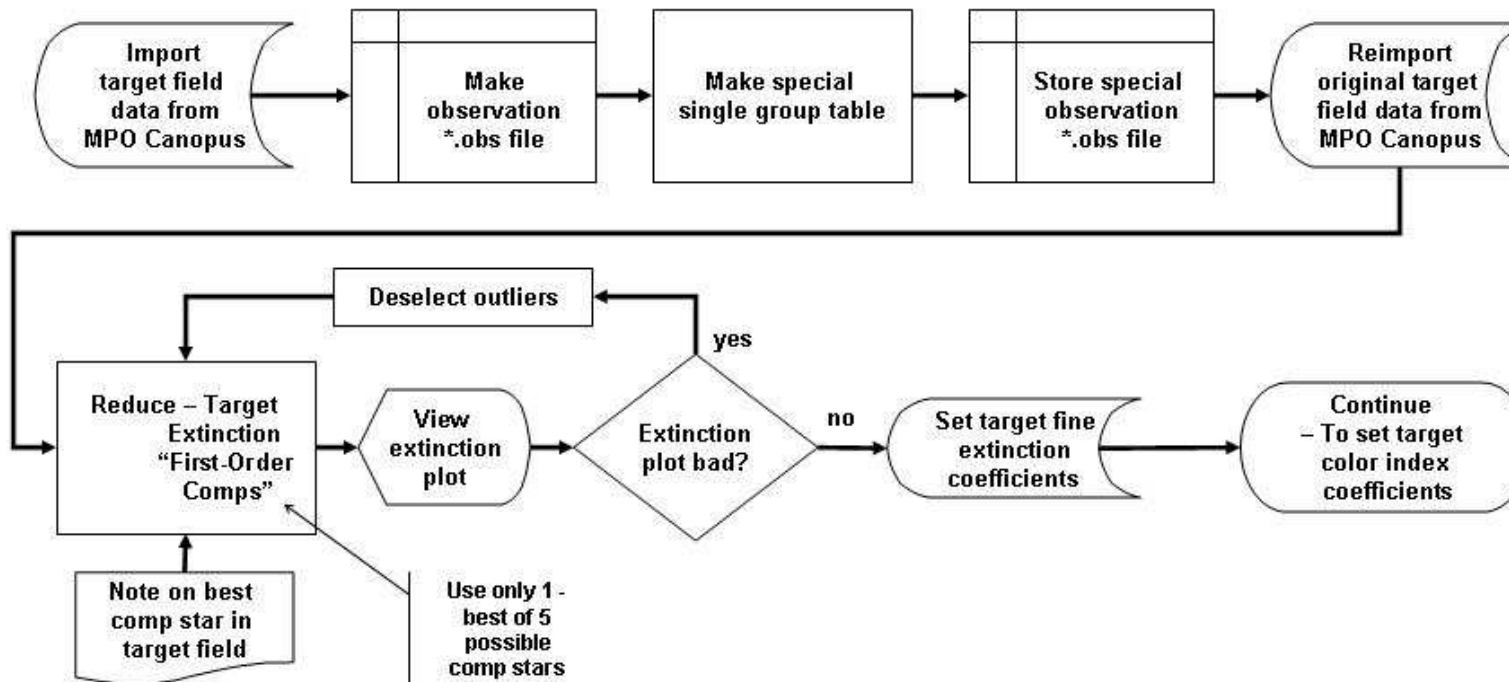 Import
target field
data from
MPO Canopus
Make
observation
*.obs file
Make special
single group table
Store special
observation
*.obs file
Reimport
original target
field data from
MPO Canopus
Deselect outliers
yes
Reduce – Target
Extinction
“First-Order
Comps”
View
extinction
plot
Extinction
plot bad?
no
Set target fine
extinction
coefficients
Continue
– To set target
color index
coefficients
Note on best
comp star in
target field
Use only 1 -
best of 5
possible
comp stars